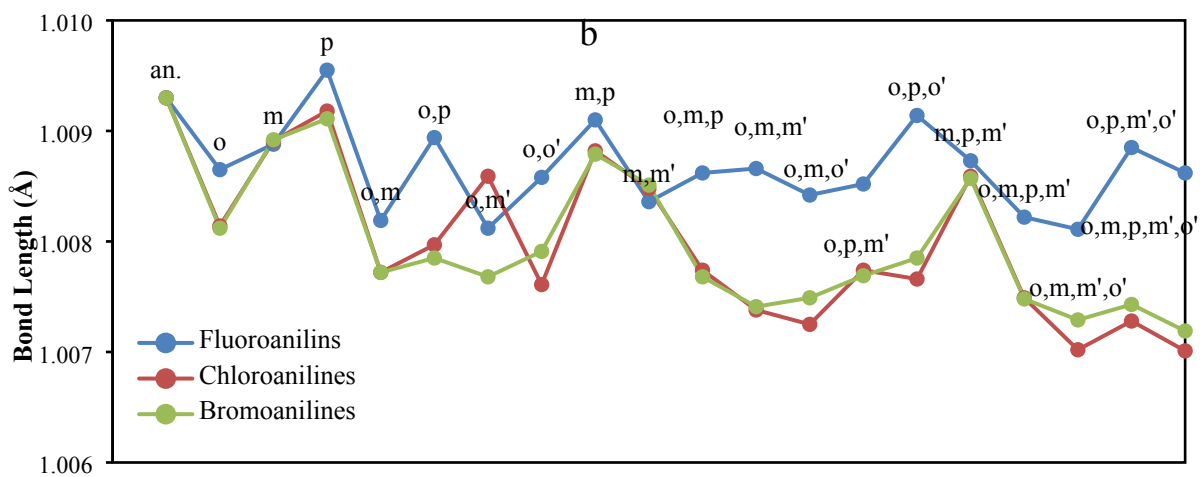 1.010
b
p
an.
o,p,o'
m,p
o,m,p
o,m,m'
o,p,m',o'
1.009
m
o,p
m,p,m'
o
o,o'
m,m'
o,m,o'
o,m
o,m'
o,m,p,m'
1.008
o,p,m'
o,m,p,m',o'
o,m,m',o'
Bond Length (Å)
Fluoroanilins
1.007
Chloroanilines
Bromoanilines
1.006